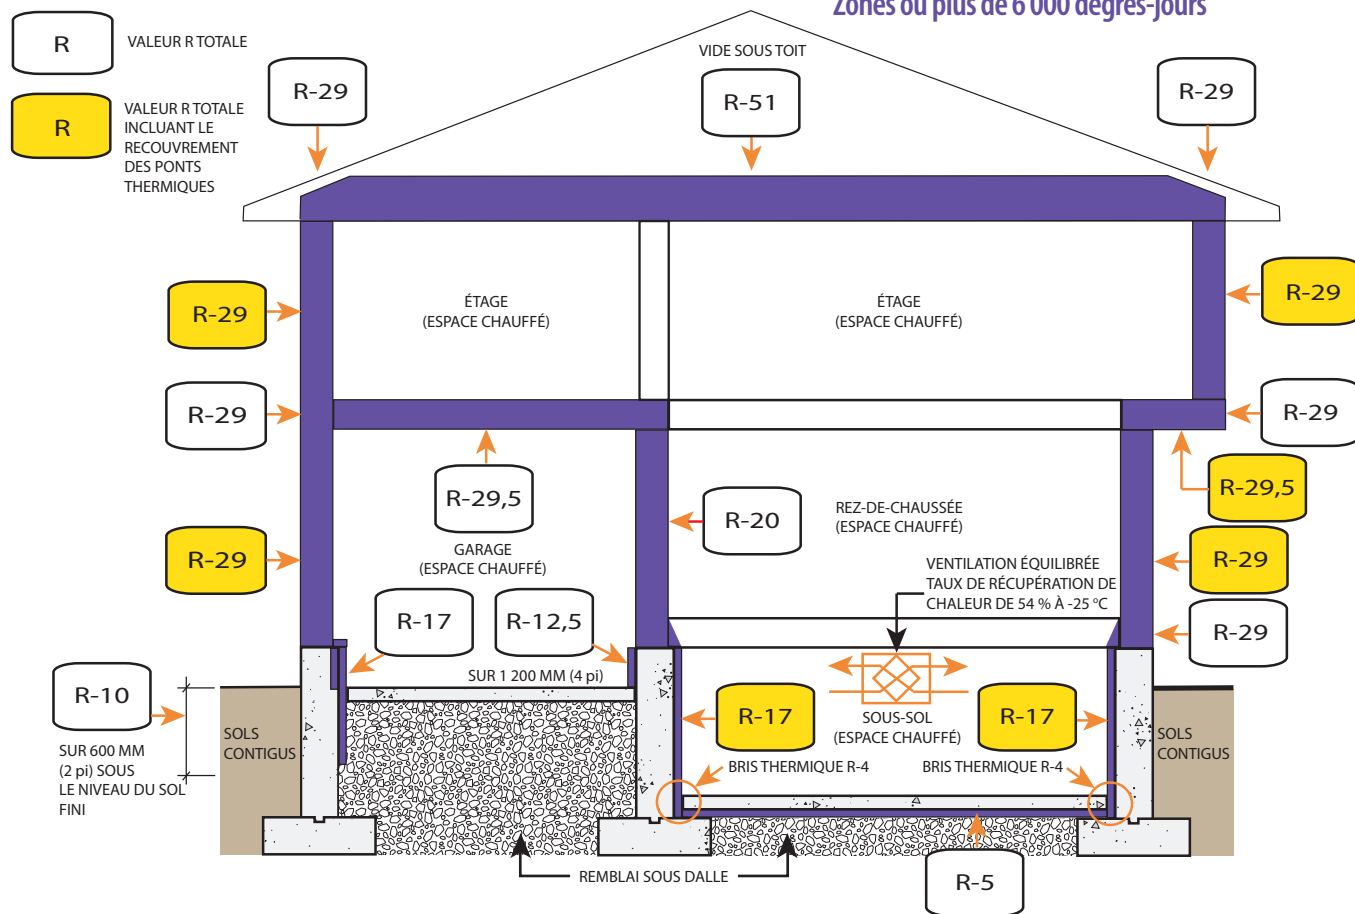 Zones où plus de 6 000 degrés-jours
R
VALEUR R TOTALE
R
VALEUR R TOTALE
INCLUANT LE
RECOUVREMENT
DES PONTS
THERMIQUES
VIDE SOUS TOIT
R-29
R-51
R-29
R-29
ÉTAGE
(ESPACE CHAUFFÉ)
ÉTAGE
(ESPACE CHAUFFÉ)
R-29
R-29
R-29
R-29,5
R-29,5
R-20
REZ-DE-CHAUSSÉE
(ESPACE CHAUFFÉ)
R-29
GARAGE
(ESPACE CHAUFFÉ)
R-29
VENTILATION ÉQUILIBRÉE
TAUX DE RÉCUPÉRATION DE
CHALEUR DE 54 % À -25 °C
R-17
R-12,5
R-29
SUR 1 200 MM (4 pi)
R-10
SUR 600 MM
(2 pi) SOUS
LE NIVEAU DU SOL
FINI
SOLS
CONTIGUS
R-17
SOUS-SOL
(ESPACE CHAUFFÉ)
R-17
SOLS
CONTIGUS
BRIS THERMIQUE R-4
BRIS THERMIQUE R-4
REMBLAI SOUS DALLE
R-5